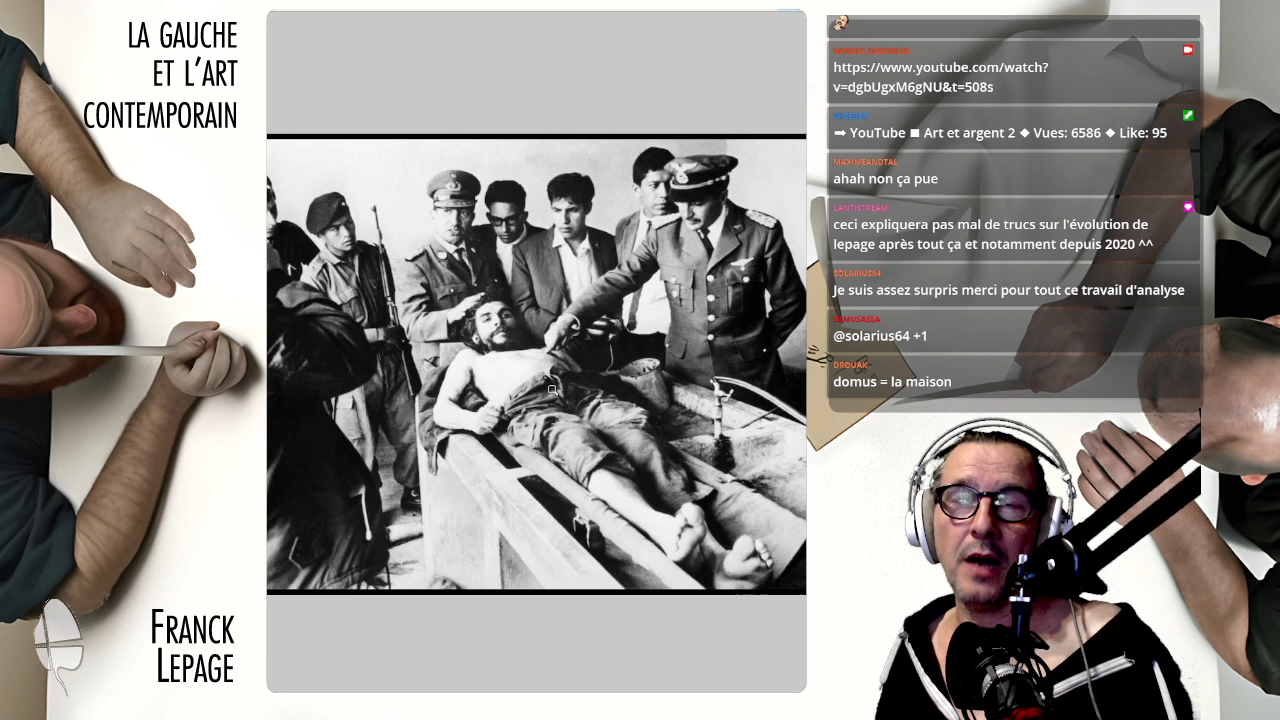 LA GAUCHE
ET L'ART
CONTEMPORAIN
FRANCK
LEPAGE
https://www.youtube.com/watch?
v=dgbUgxM6gNU&t=508s
➡ YouTube ■ Art et argent 2 ◆ Vues: 6586 ◆ Like: 95
MAXIMEANDTAL
ahah non ça pue
LANTISTREAM
ceci expliquera pas mal de trucs sur l'évolution de
lepage après tout ça et notamment depuis 2020 ^^
SOLARIUS64
Je suis assez surpris merci pour tout ce travail d'analyse
@solarius64 +1
DROUAK
domus = la maison